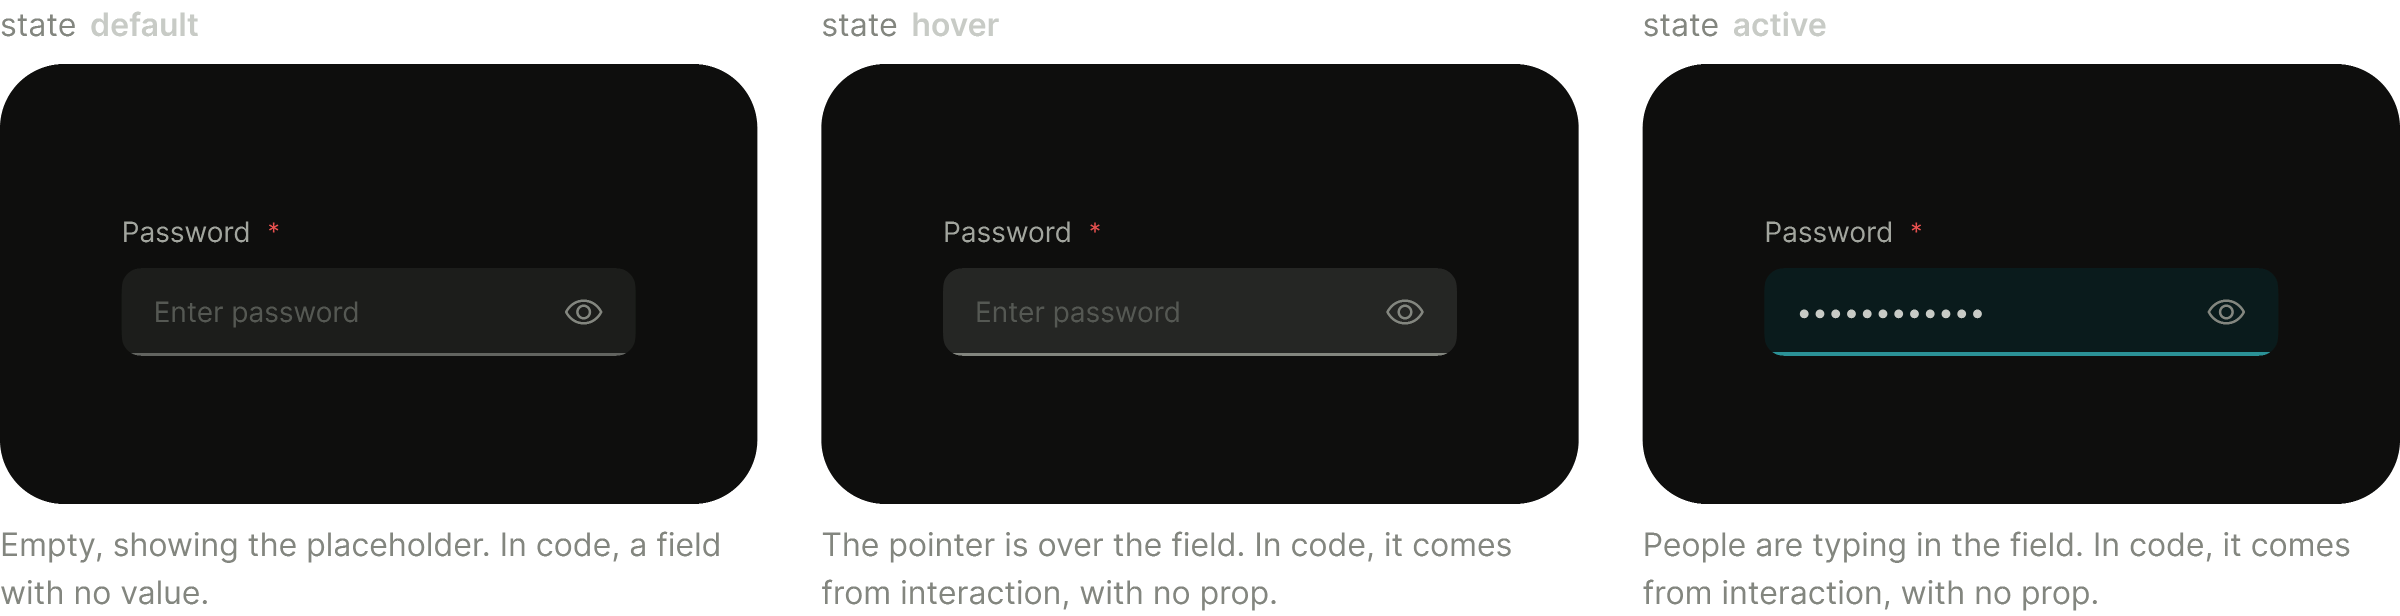 state default
Password *
Enter password
Empty, showing the placeholder. In code, a field
with no value.
state hover
Password *
Enter password
The pointer is over the field. In code, it comes
from interaction, with no prop.
state active
Password *
••••••••••••
People are typing in the field. In code, it comes
from interaction, with no prop.